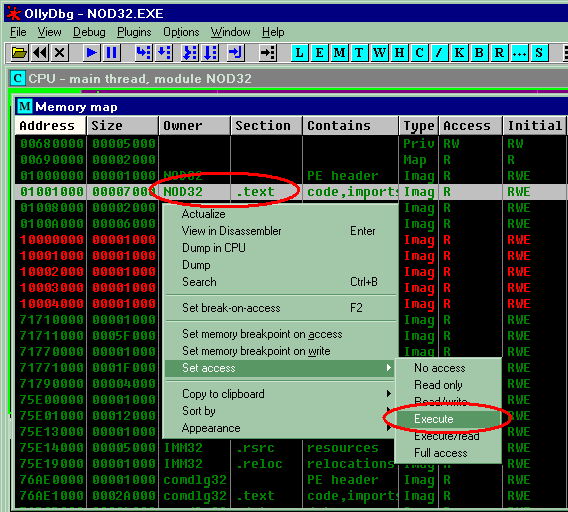 OllyDbg - NOD32.EXE
File View Debug Plugins Options Window Help
L E M T W H C / K B R ... S
C CPU - main thread, module NOD32
M Memory map
Address Size Owner Section Contains Type Access Initial
00680000 00005000 Priv RW RW
00690000 00002000 Map R R
01000000 00001000 NOD32 PE header Imag R RWE
01001000 00007000 NOD32 .text code,imports Imag R RWE
01008000 00002000 Imag R RWE
Actualize
0100A000 00006000 Imag R RWE
View in Disassembler Enter
10000000 00001000 Imag R RWE
Dump in CPU
10001000 00001000 Imag R RWE
Dump
10002000 00001000 Imag R RWE
Search Ctrl+B
10003000 00001000 Imag R RWE
10004000 00001000 Imag R RWE
Set break-on-access F2
71710000 00001000 Imag R RWE
71711000 0005F000 Imag R RWE
Set memory breakpoint on access
71770000 00001000 Imag R RWE
Set memory breakpoint on write
71771000 0001F000 Imag R RWE
Set access
No access
71790000 00004000
Read only
75E00000 00001000 RWE
Copy to clipboard
Read/write
75E01000 00012000 RWE
Sort by
Execute
75E13000 00001000 RWE
Appearance
Execute/read
75E14000 00005000 IMM32 .rsrc resources RWE
Full access
75E19000 00001000 IMM32 .reloc relocations RWE
76AE0000 00001000 comdlg32 PE header Imag R RWE
76AE1000 0002A000 comdlg32 .text code,imports Imag R RWE